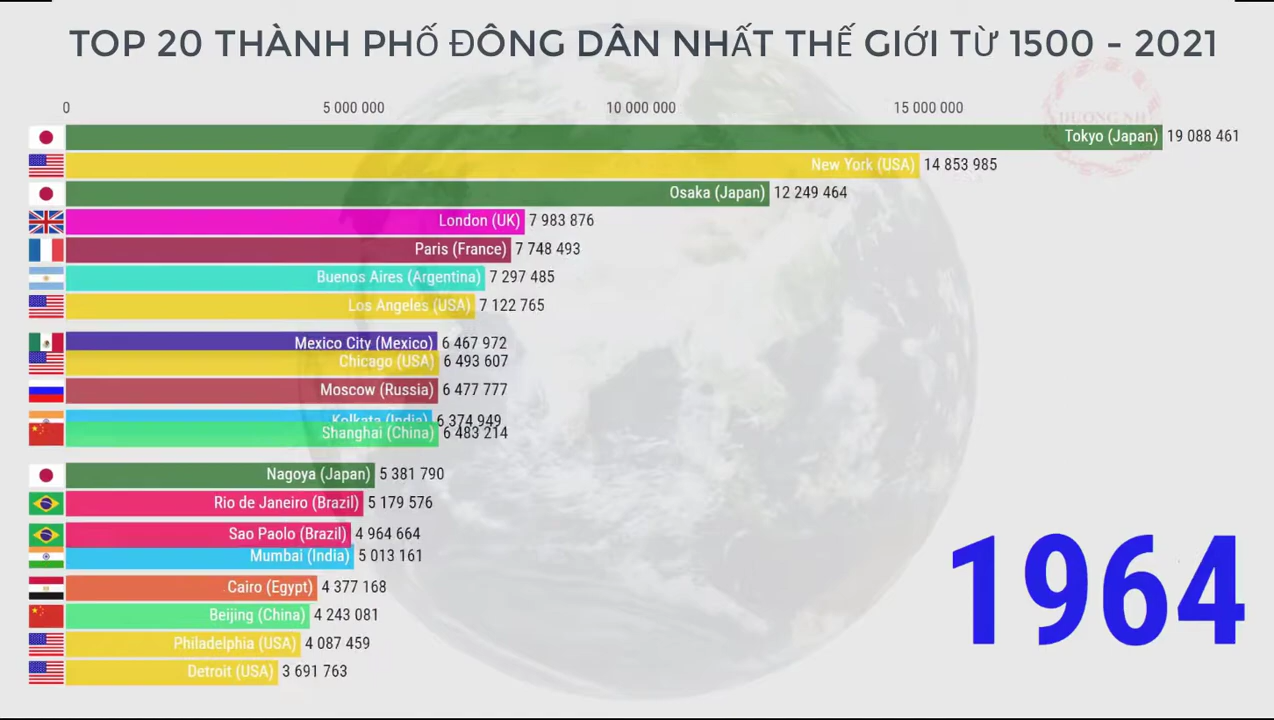 TOP 20 THÀNH PHỐ ĐÔNG DÂN NHẤT THẾ GIỚI TỪ 1500 - 2021
0 5 000 000 10 000 000 15 000 000
DUONG NH
Tokyo (Japan) 19 088 461
New York (USA) 14 853 985
Osaka (Japan) 12 249 464
London (UK) 7 983 876
Paris (France) 7 748 493
Buenos Aires (Argentina) 7 297 485
Los Angeles (USA) 7 122 765
Mexico City (Mexico) 6 467 972
Chicago (USA) 6 493 607
Moscow (Russia) 6 477 777
Kolkata (India) 6 374 949
Shanghai (China) 6 483 214
Nagoya (Japan) 5 381 790
Rio de Janeiro (Brazil) 5 179 576
Sao Paolo (Brazil) 4 964 664
Mumbai (India) 5 013 161
Cairo (Egypt) 4 377 168
Beijing (China) 4 243 081
Philadelphia (USA) 4 087 459
Detroit (USA) 3 691 763
1964